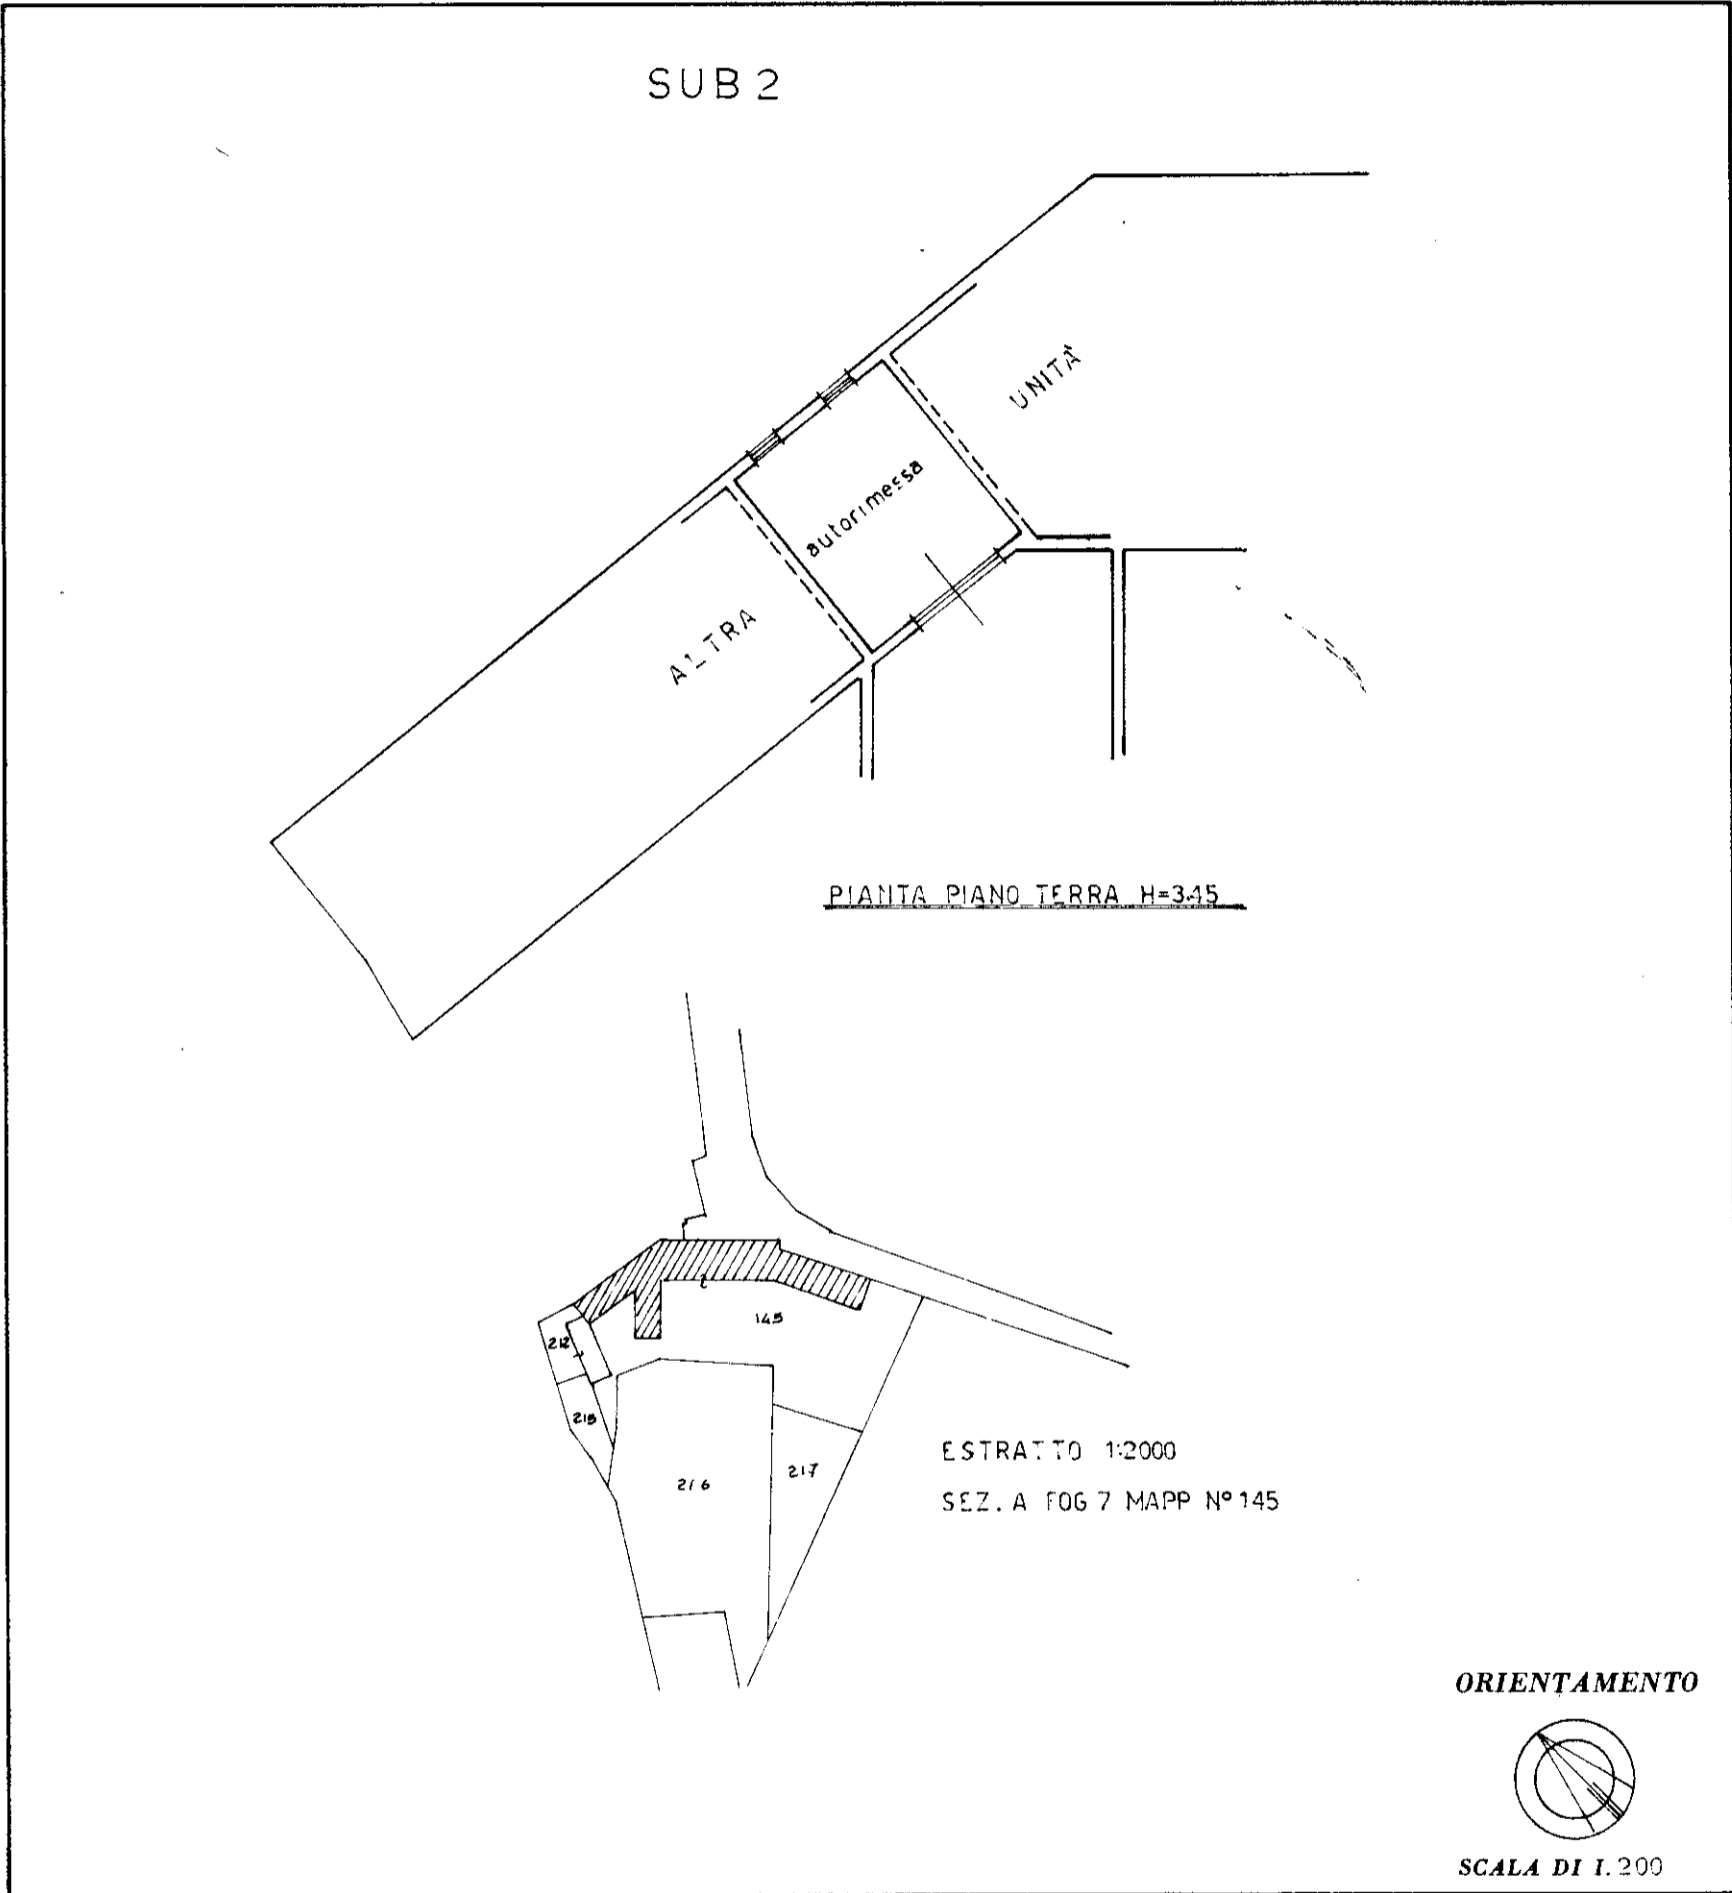 SUB 2
UNITÀ
autorimessa
ALTRA
PIANTA PIANO TERRA H=3.45
145
212
215
216
217
ESTRATTO 1:2000
SEZ. A FOG 7 MAPP N° 145
ORIENTAMENTO
SCALA DI 1.200